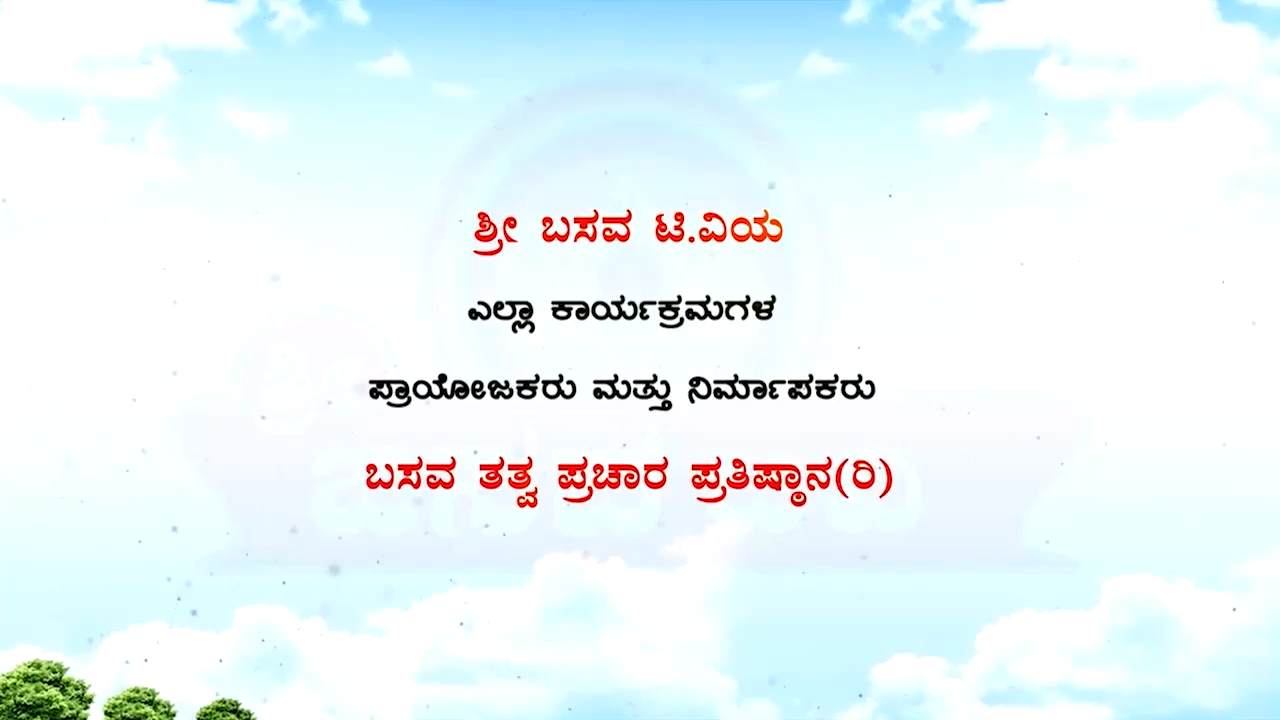 ಶ್ರೀ ಬಸವ ಟಿ.ವಿಯ
ಎಲ್ಲಾ ಕಾರ್ಯಕ್ರಮಗಳ
ಪ್ರಾಯೋಜಕರು ಮತ್ತು ನಿರ್ಮಾಪಕರು
ಬಸವ ತತ್ವ ಪ್ರಚಾರ ಪ್ರತಿಷ್ಠಾನ(ರಿ)